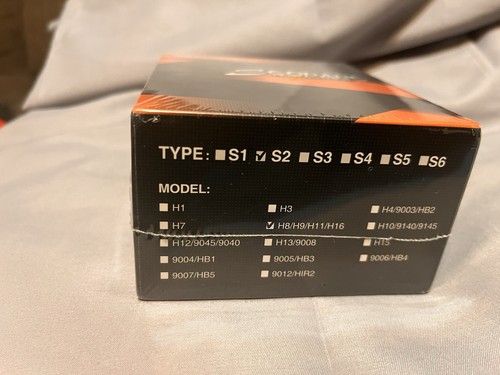 TYPE: S1 S2 S3 S4 S5 S6
MODEL:
H1 H3 H4/9003/HB2
H7 H8/H9/H11/H16 H10/9140/9145
H12/9045/9040 H13/9008 H15
9004/HB1 9005/HB3 9006/HB4
9007/HB5 9012/HIR2